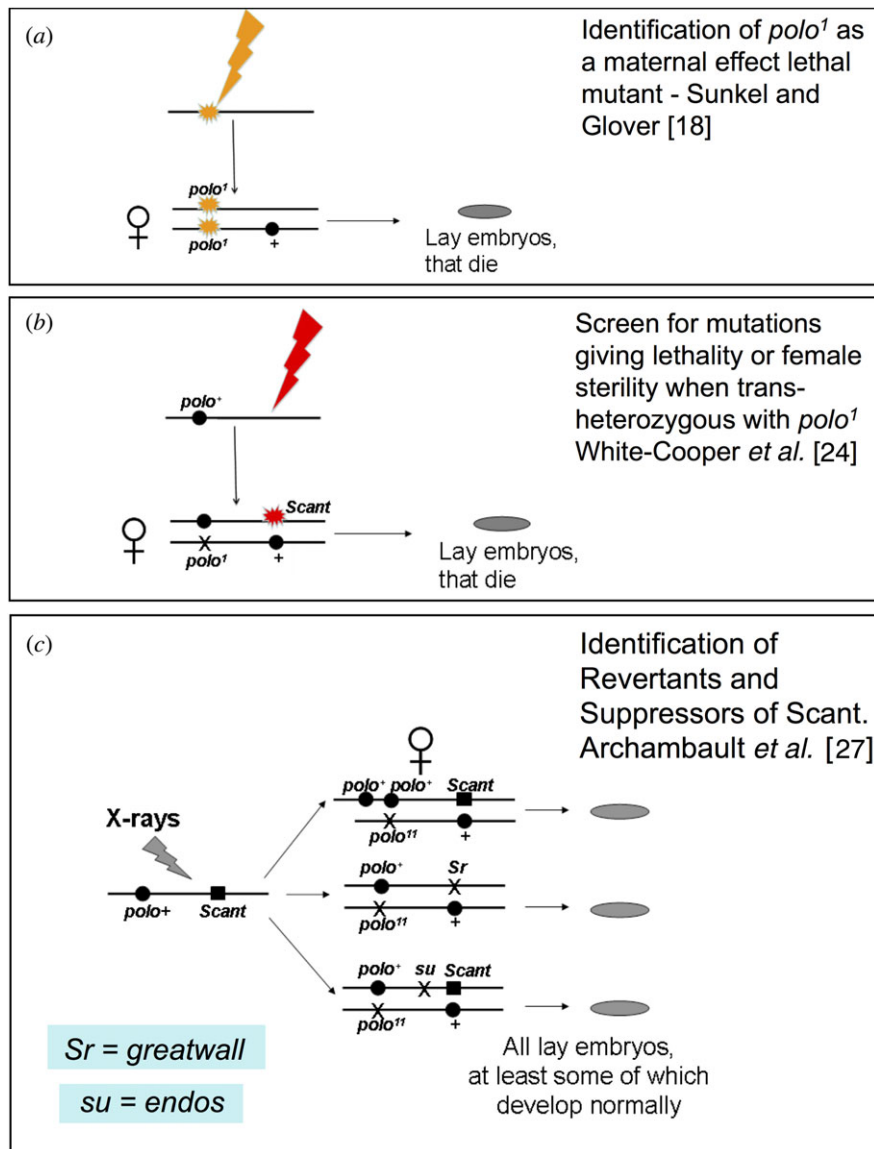 (a)
Identification of polo¹ as
a maternal effect lethal
mutant - Sunkel and
Glover [18]
polo¹
polo¹
+
Lay embryos,
that die
(b)
Screen for mutations
giving lethality or female
sterility when trans-
heterozygous with polo¹
White-Cooper et al. [24]
polo⁺
Scant
polo¹
+
Lay embryos,
that die
(c)
Identification of
Revertants and
Suppressors of Scant.
Archambault et al. [27]
X-rays
polo+
Scant
polo⁺ polo⁺ Scant
polo¹¹
+
polo⁺
Sr
polo¹¹
+
polo⁺ su Scant
polo¹¹
+
All lay embryos,
at least some of which
develop normally
Sr = greatwall
su = endos